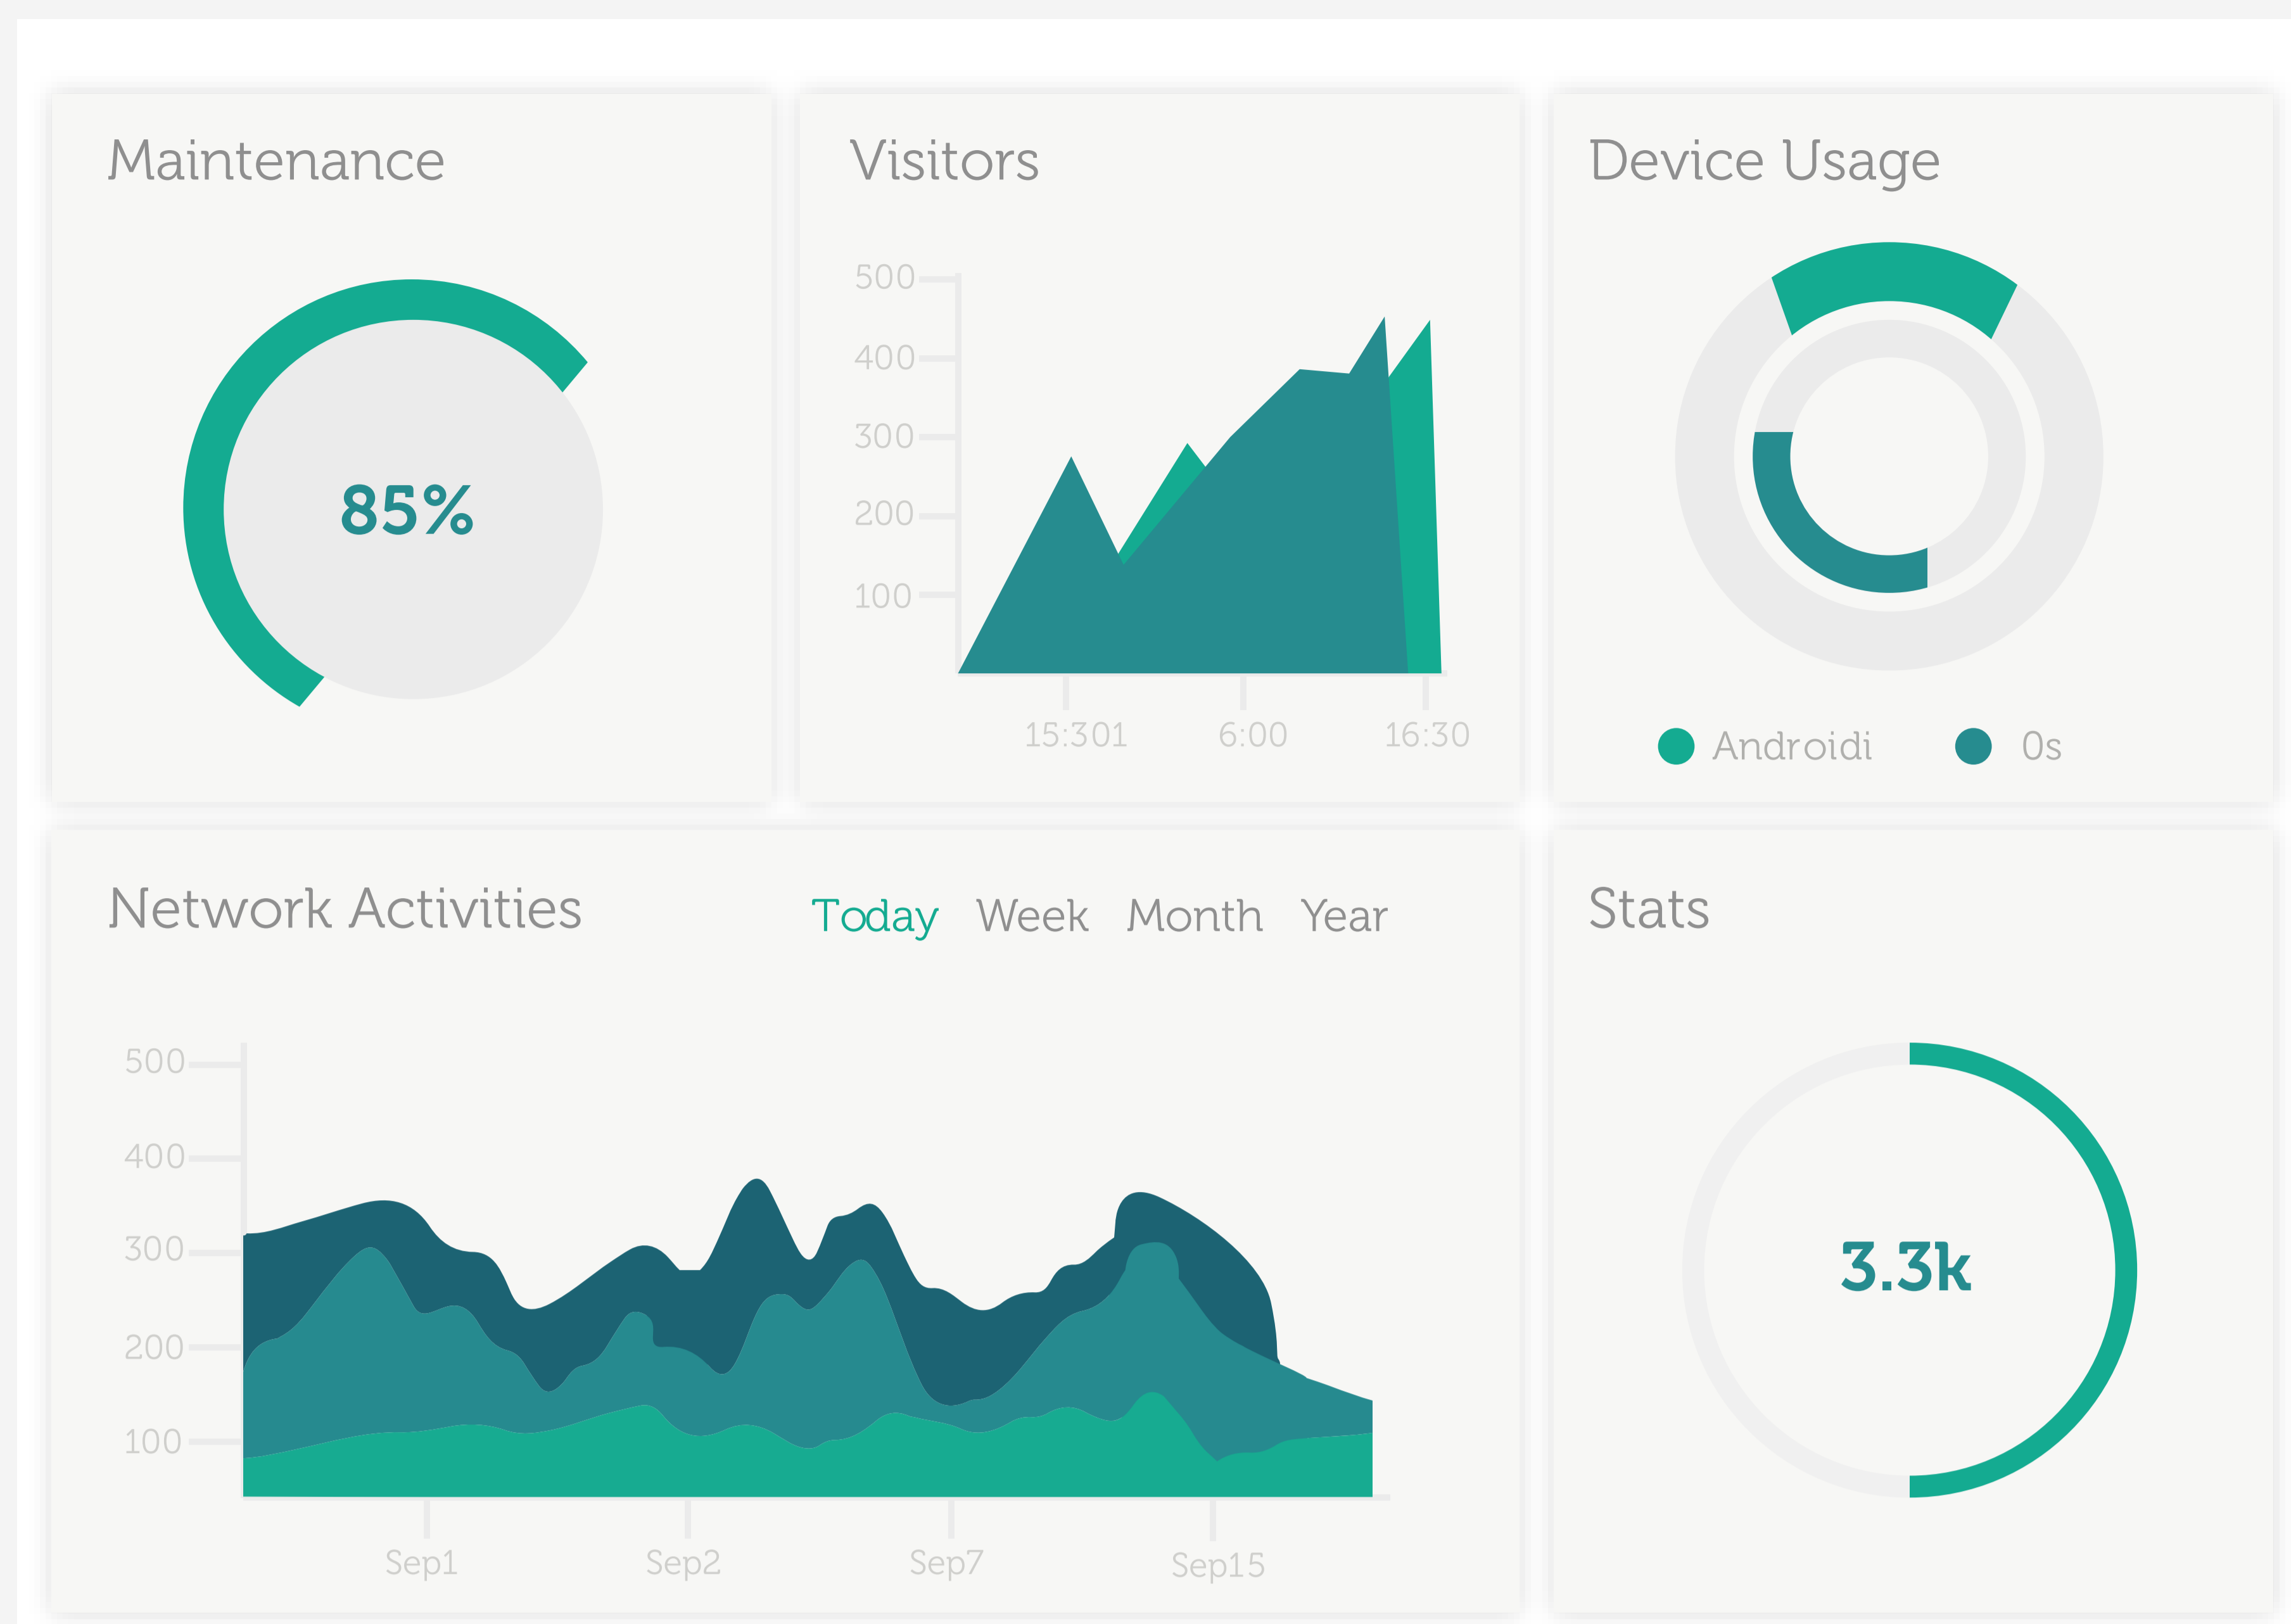 Maintenance
85%
Visitors
500
400
300
200
100
15:301 6:00 16:30
Device Usage
Androidi 0s
Network Activities
Today Week Month Year
500
400
300
200
100
Sep1 Sep2 Sep7 Sep15
Stats
3.3k